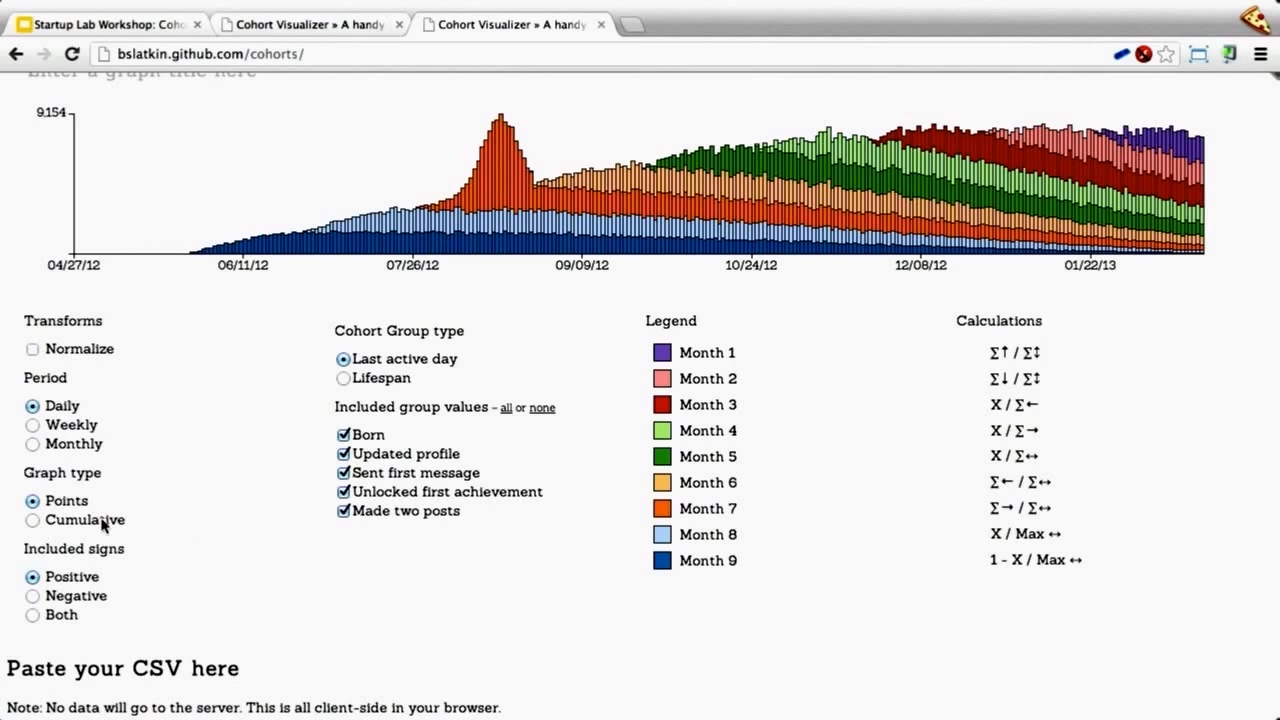 Startup Lab Workshop: Coho
Cohort Visualizer » A handy
Cohort Visualizer » A handy
bslatkin.github.com/cohorts/
Enter a graph title here
9,154
04/27/12 06/11/12 07/26/12 09/09/12 10/24/12 12/08/12 01/22/13
Transforms
Normalize
Period
Daily
Weekly
Monthly
Graph type
Points
Cumulative
Included signs
Positive
Negative
Both
Cohort Group type
Last active day
Lifespan
Included group values - all or none
Born
Updated profile
Sent first message
Unlocked first achievement
Made two posts
Legend
Month 1
Month 2
Month 3
Month 4
Month 5
Month 6
Month 7
Month 8
Month 9
Calculations
Σ↑ / Σ↕
Σ↓ / Σ↕
X / Σ←
X / Σ→
X / Σ↔
Σ← / Σ↔
Σ→ / Σ↔
X / Max ↔
1 - X / Max ↔
Paste your CSV here
Note: No data will go to the server. This is all client-side in your browser.